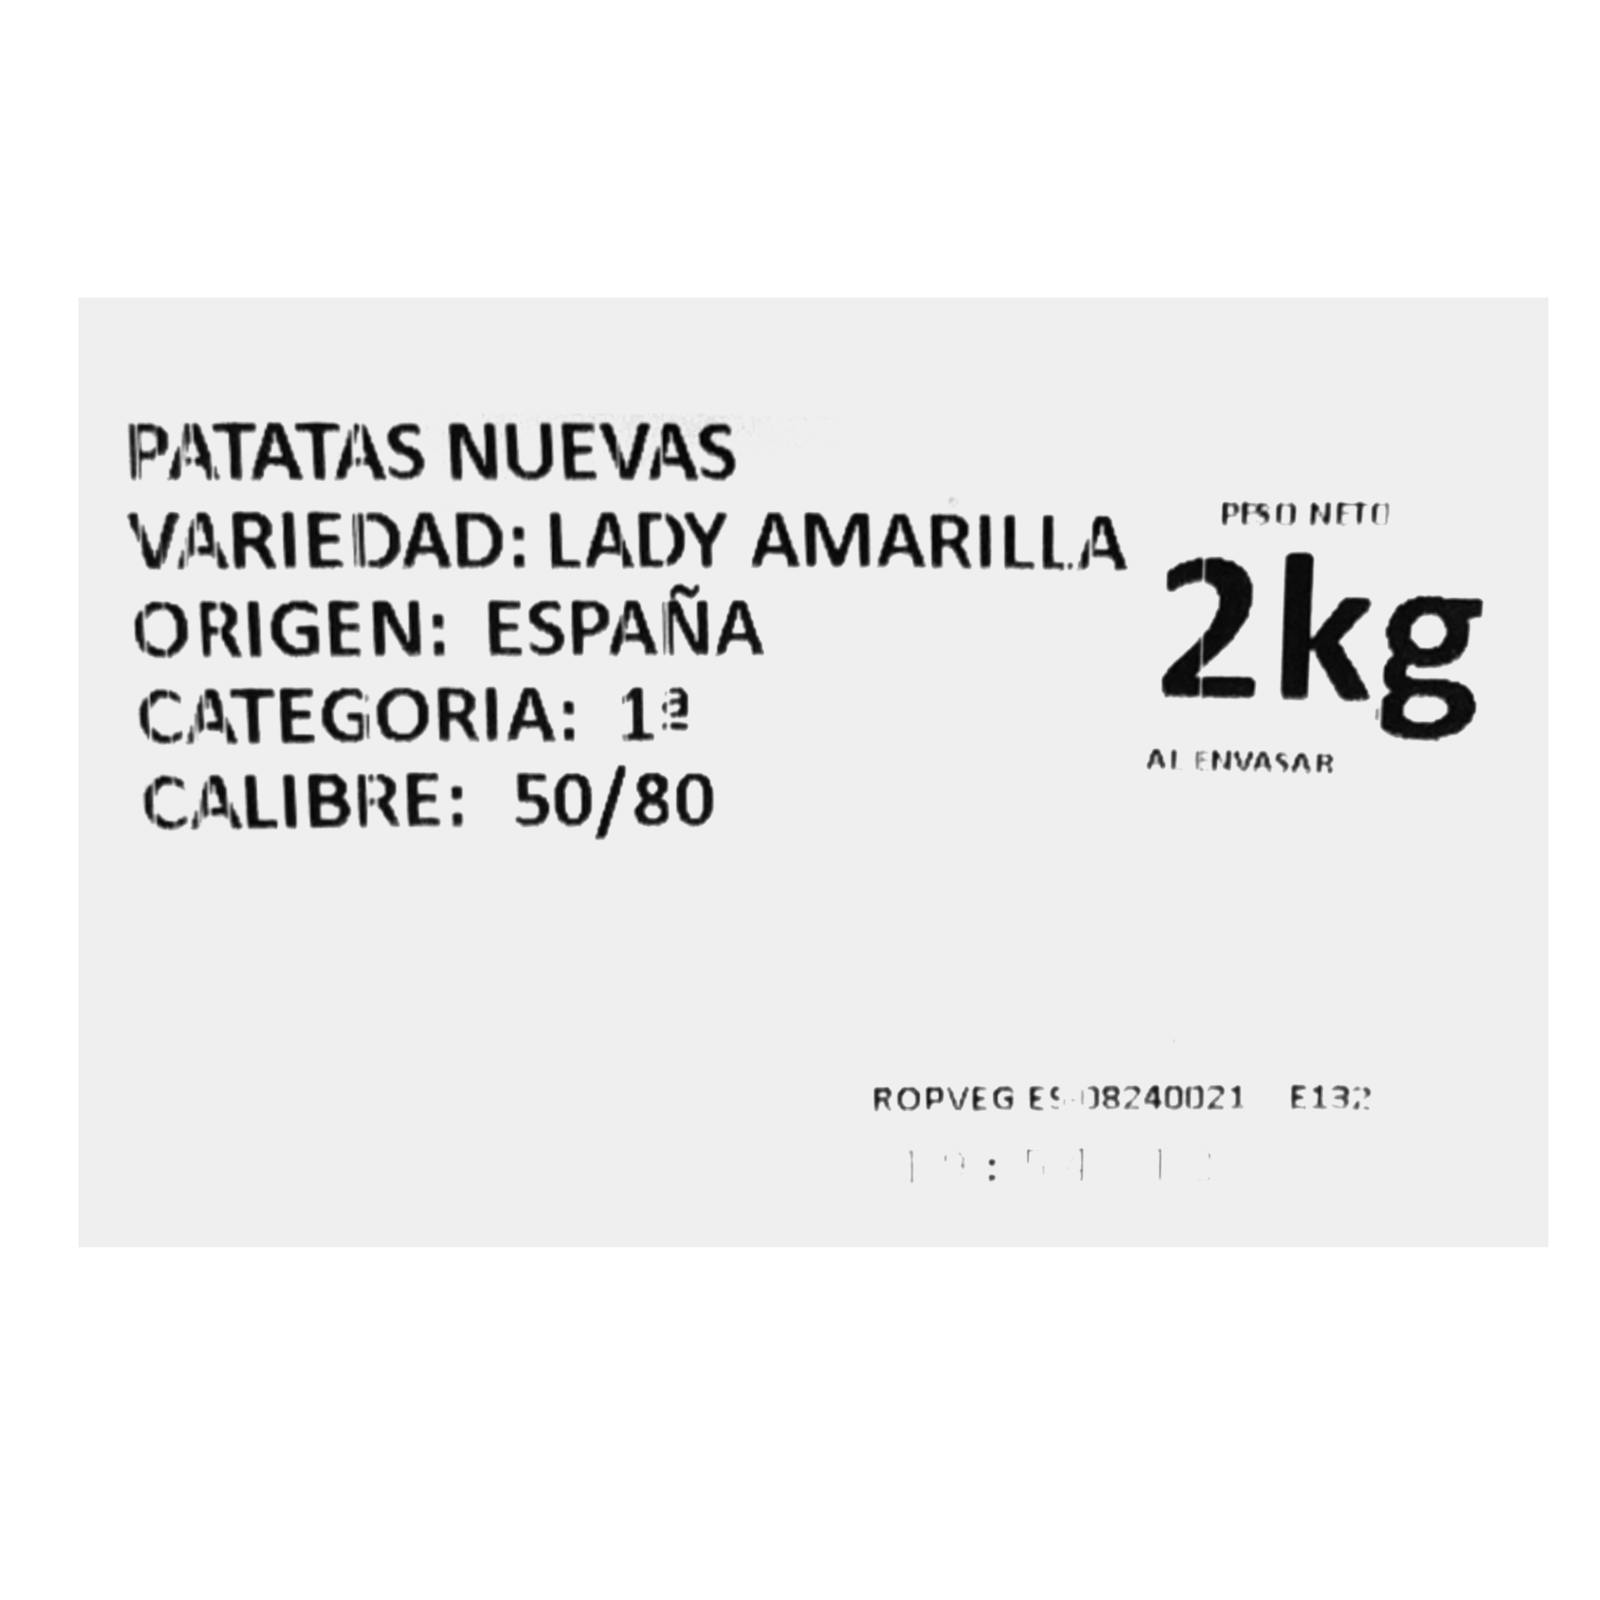 PATATAS NUEVAS
VARIEDAD: LADY AMARILLA
ORIGEN: ESPAÑA
CATEGORIA: 1ª
CALIBRE: 50/80
PESO NETO
2kg
AL ENVASAR
ROPVEG ES-08240021 E132